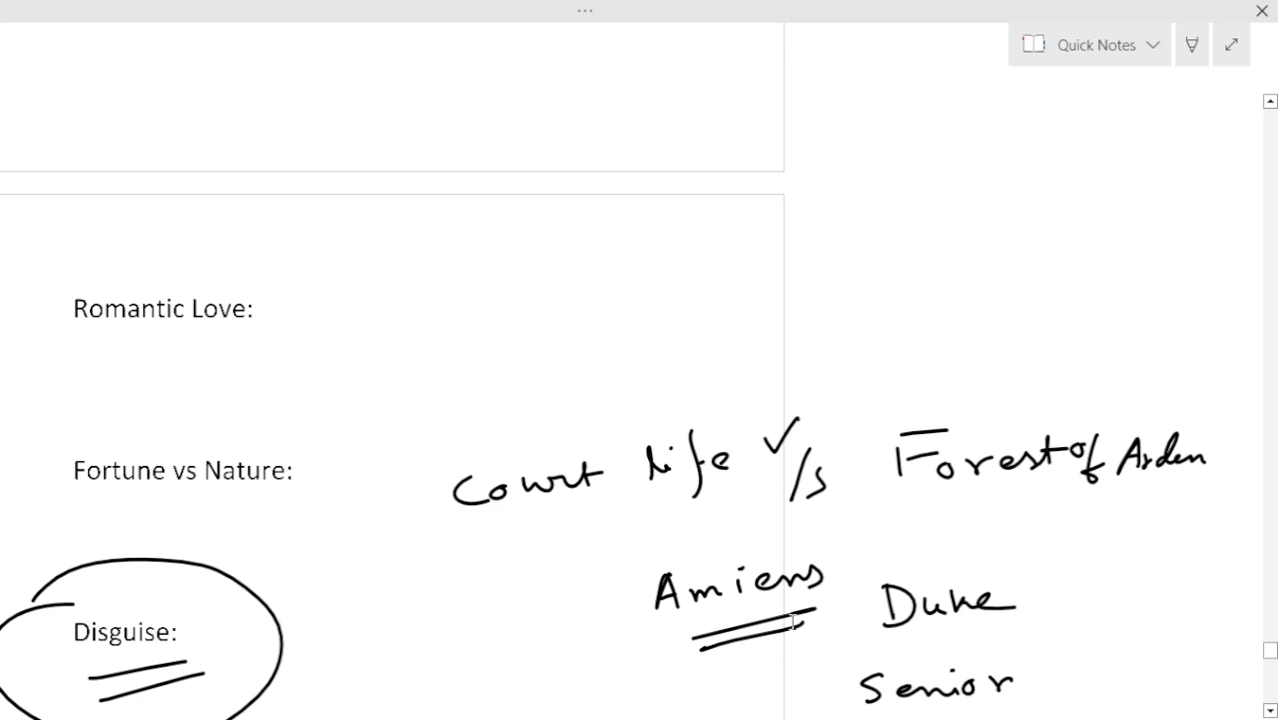 Quick Notes
Romantic Love:
Fortune vs Nature: Court life v/s Forest of Arden
Amiens Duke
Disguise:
Senior